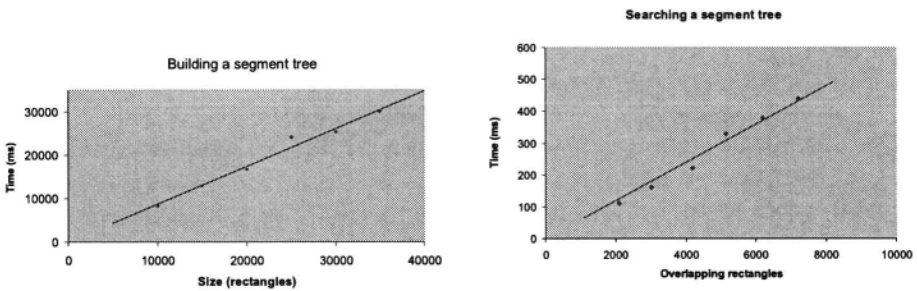 Building a segment tree
Time (ms)
30000
20000
10000
0
0 10000 20000 30000 40000
Size (rectangles)
Searching a segment tree
Time (ms)
600
500
400
300
200
100
0
0 2000 4000 6000 8000 10000
Overlapping rectangles